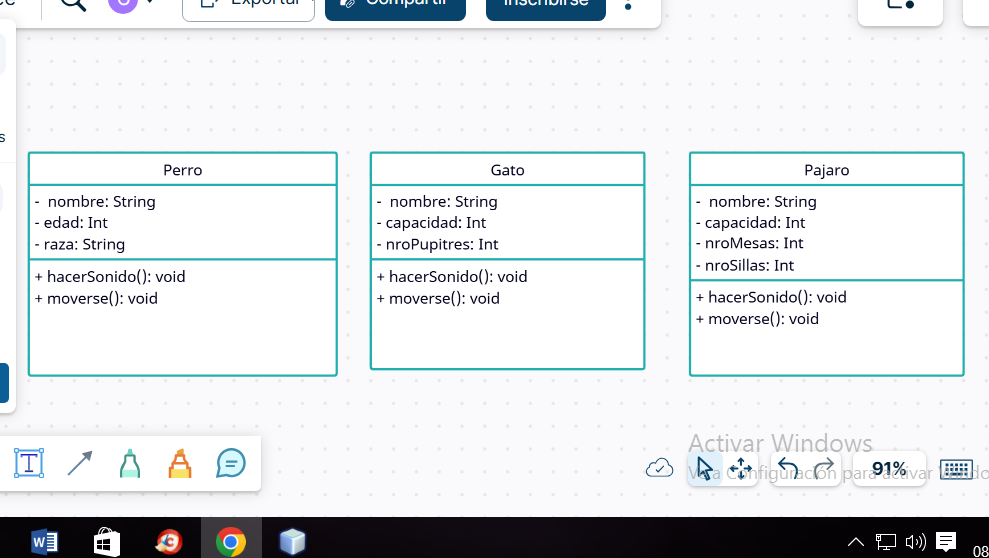 Exportar
Compartir
Inscribirse
Perro
- nombre: String
- edad: Int
- raza: String
+ hacerSonido(): void
+ moverse(): void
Gato
- nombre: String
- capacidad: Int
- nroPupitres: Int
+ hacerSonido(): void
+ moverse(): void
Pajaro
- nombre: String
- capacidad: Int
- nroMesas: Int
- nroSillas: Int
+ hacerSonido(): void
+ moverse(): void
Activar Windows
Configuración para activar
91%
08